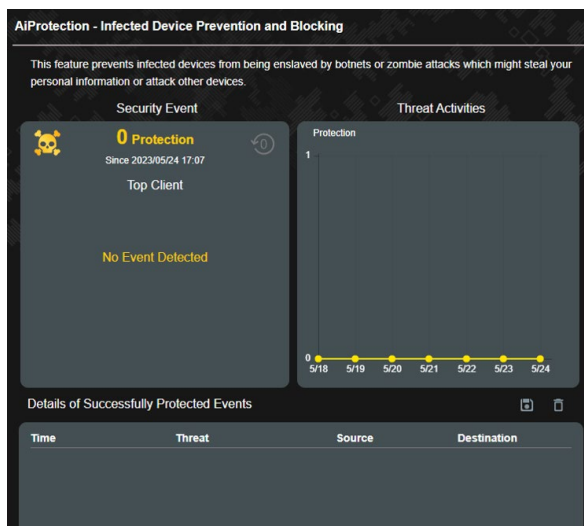 AiProtection - Infected Device Prevention and Blocking
This feature prevents infected devices from being enslaved by botnets or zombie attacks which might steal your
personal information or attack other devices.
Security Event
0 Protection
0
Since 2023/05/24 17:07
Top Client
No Event Detected
Threat Activities
Protection
1
0
5/18 5/19 5/20 5/21 5/22 5/23 5/24
Details of Successfully Protected Events
Time Threat Source Destination